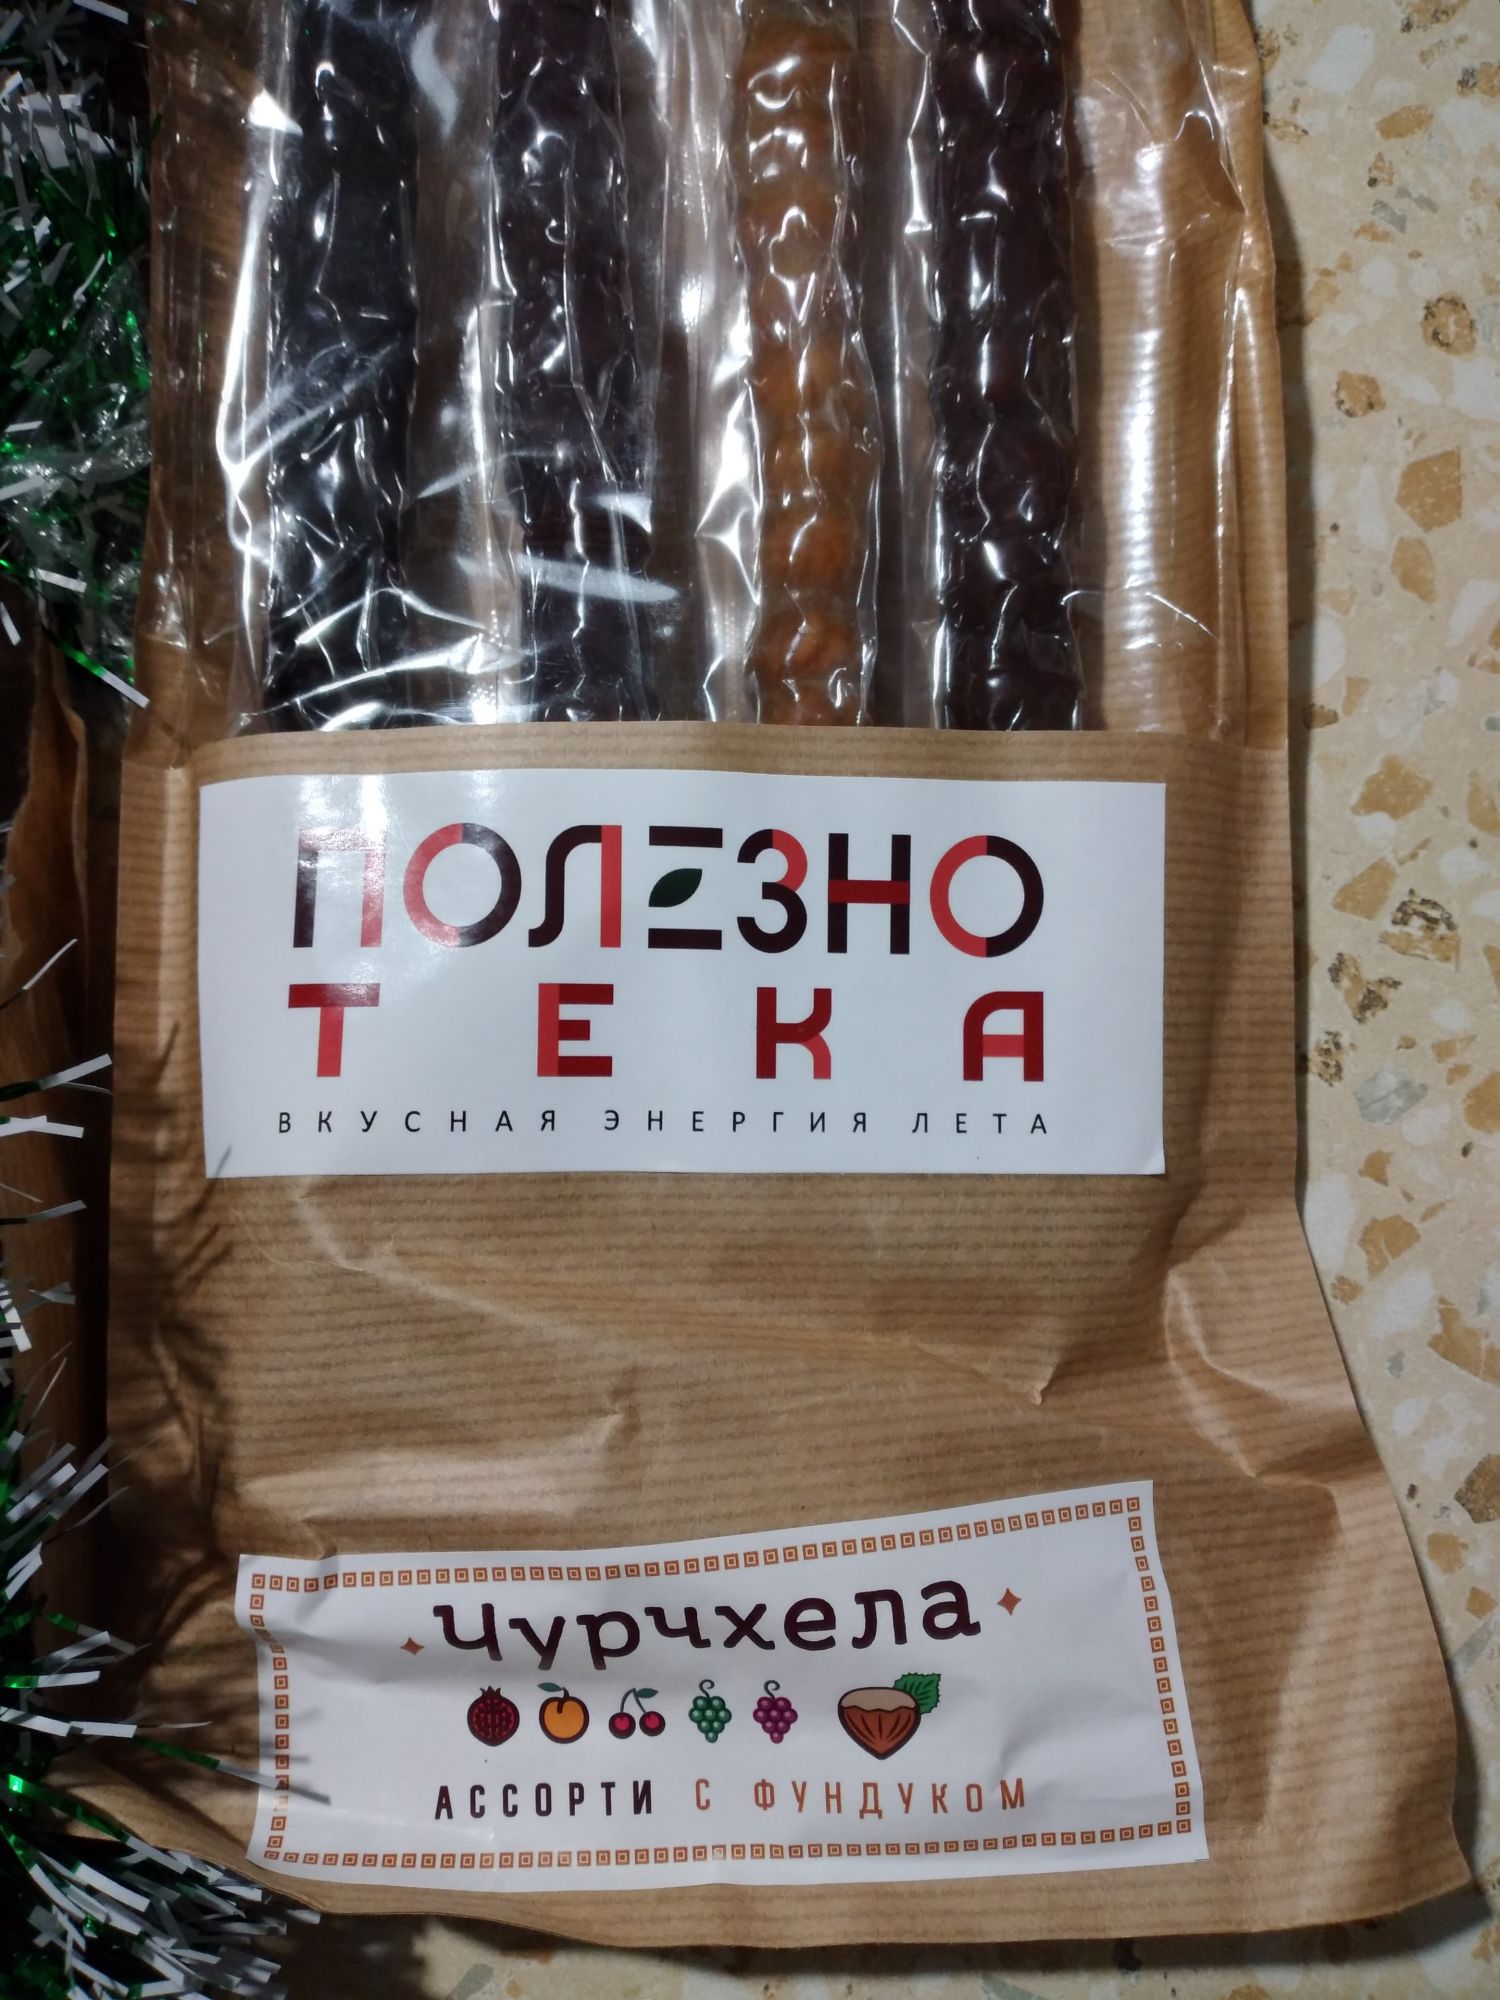 ПОЛЕЗНО
ТЕКА
ВКУСНАЯ ЭНЕРГИЯ ЛЕТА
Чурчхела
АССОРТИ С ФУНДУКОМ